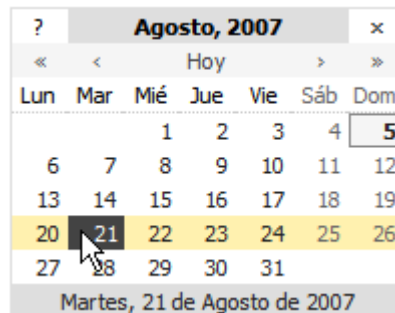 ? Agosto, 2007 ×
« ‹ Hoy › »
Lun Mar Mié Jue Vie Sáb Dom
1 2 3 4 5
6 7 8 9 10 11 12
13 14 15 16 17 18 19
20 21 22 23 24 25 26
27 28 29 30 31
Martes, 21 de Agosto de 2007